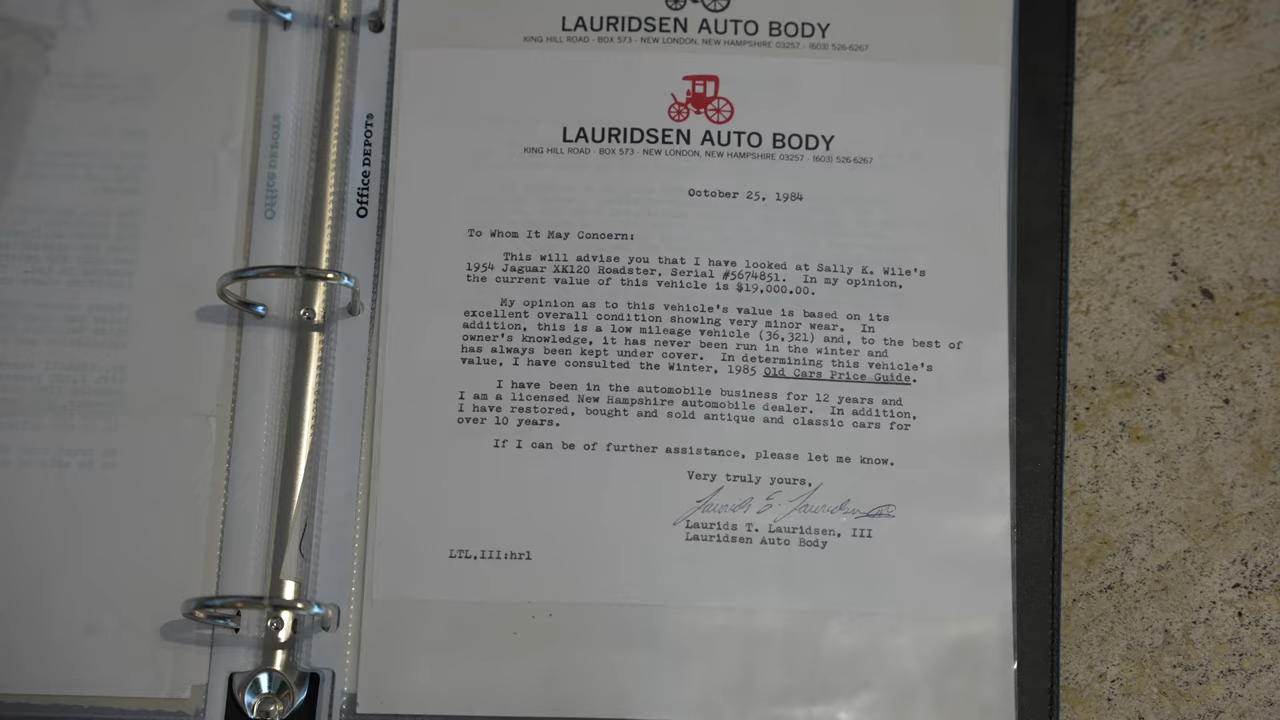 LAURIDSEN AUTO BODY
KING HILL ROAD · BOX 573 · NEW LONDON, NEW HAMPSHIRE 03257 · (603) 526-6267
LAURIDSEN AUTO BODY
KING HILL ROAD · BOX 573 · NEW LONDON, NEW HAMPSHIRE 03257 · (603) 526-6267
Office DEPOT®
October 25, 1984
To Whom It May Concern:
This will advise you that I have looked at Sally K. Wile's
1954 Jaguar XK120 Roadster, Serial #S674851. In my opinion,
the current value of this vehicle is $19,000.00.
My opinion as to this vehicle's value is based on its
excellent overall condition showing very minor wear. In
addition, this is a low mileage vehicle (36,321) and, to the best of
owner's knowledge, it has never been run in the winter and
has always been kept under cover. In determining this vehicle's
value, I have consulted the Winter, 1985 Old Cars Price Guide.
I have been in the automobile business for 12 years and
I am a licensed New Hampshire automobile dealer. In addition,
I have restored, bought and sold antique and classic cars for
over 10 years.
If I can be of further assistance, please let me know.
Very truly yours,
Laurids T. Lauridsen, III
Lauridsen Auto Body
LTL,III:hrl